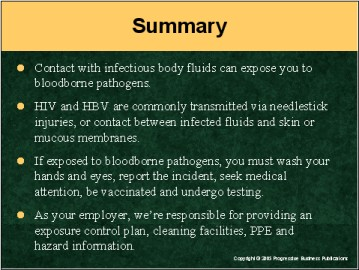 Summary
Contact with infectious body fluids can expose you to
bloodborne pathogens.
HIV and HBV are commonly transmitted via needlestick
injuries, or contact between infected fluids and skin or
mucous membranes.
If exposed to bloodborne pathogens, you must wash your
hands and eyes, report the incident, seek medical
attention, be vaccinated and undergo testing.
As your employer, we're responsible for providing an
exposure control plan, cleaning facilities, PPE and
hazard information.
Copyright © Progressive Business Publications